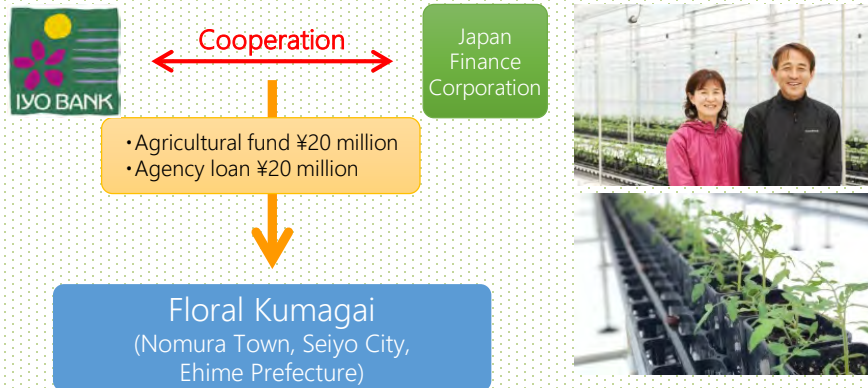 IYO BANK
Cooperation
Japan
Finance
Corporation
・Agricultural fund ¥20 million
・Agency loan ¥20 million
Floral Kumagai
(Nomura Town, Seiyo City,
Ehime Prefecture)